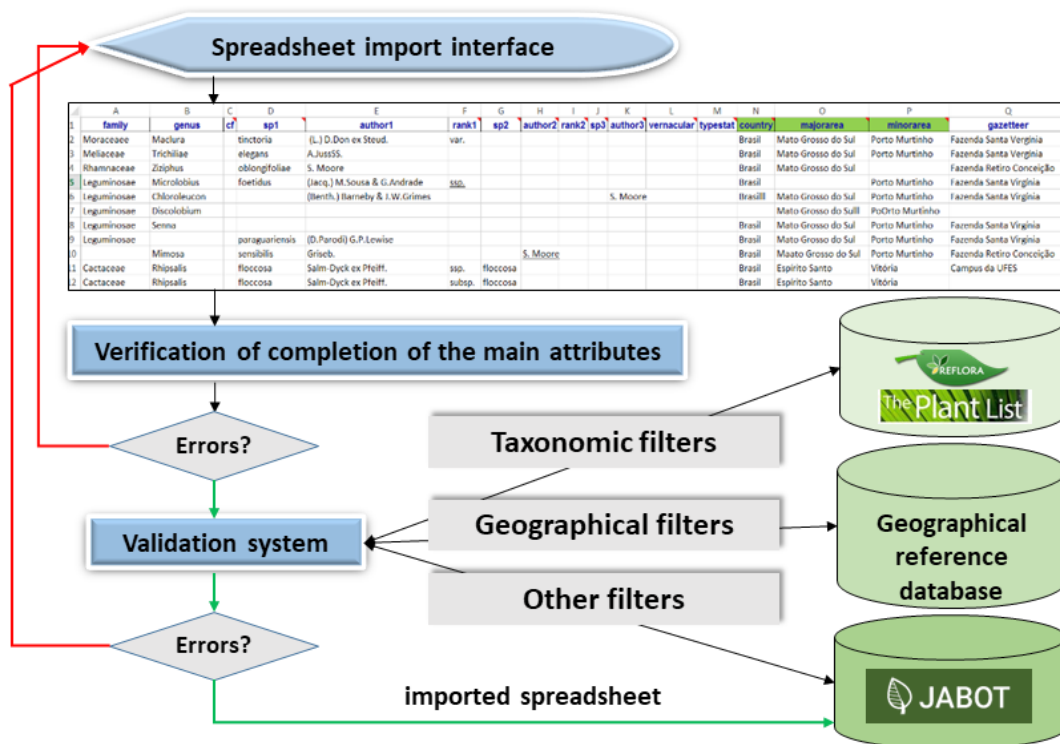 Spreadsheet import interface
A B C D E F G H I J K L M N O P Q
1 family genus cf sp1 author1 rank1 sp2 author2 rank2 sp3 author3 vernacular typestat country majorarea minorarea gazetteer
2 Moraceaee Maclura tinctoria (L.) D.Don ex Steud. var. Brasil Mato Grosso do Sul Porto Murtinho Fazenda Santa Verginia
3 Meliaceae Trichiliae elegans A.JussSS. Brasil Mato Grosso do Sul Porto Murtinho Fazenda Santa Virgínia
4 Rhamnaceae Ziziphus oblongifoliae S. Moore Brasil Mato Grosso do Sul Fazenda Retiro Conceição
5 Leguminosae Microlobius foetidus (Jacq.) M.Sousa & G.Andrade ssp. Brasil Porto Murtinho Fazenda Santa Virgínia
6 Leguminosae Chloroleucon (Benth.) Barneby & J.W.Grimes S. Moore Brasilll Mato Grosso do Sul Porto Murtinho Fazenda Santa Virgínia
7 Leguminosae Discolobium Mato Grosso do Sulll PoOrto Murtinho
8 Leguminosae Senna Brasil Mato Grosso do Sul Porto Murtinho Fazenda Santa Virgínia
9 Leguminosae paraguariensis (D.Parodi) G.P.Lewise Brasil Mato Grosso do Sul Porto Murtinho Fazenda Santa Virgínia
10 Mimosa sensibilis Griseb. S. Moore Brasil Maato Grosso do Sul Porto Murtinho Fazenda Retiro Conceição
11 Cactaceae Rhipsalis floccosa Salm-Dyck ex Pfeiff. ssp. floccosa Brasil Espírito Santo Vitória Campus da UFES
12 Cactaceae Rhipsalis floccosa Salm-Dyck ex Pfeiff. subsp. floccosa Brasil Espírito Santo Vitória
Verification of completion of the main attributes
REFLORA
The Plant List
Errors?
Taxonomic filters
Validation system
Geographical filters
Geographical
reference
database
Other filters
Errors?
imported spreadsheet
JABOT